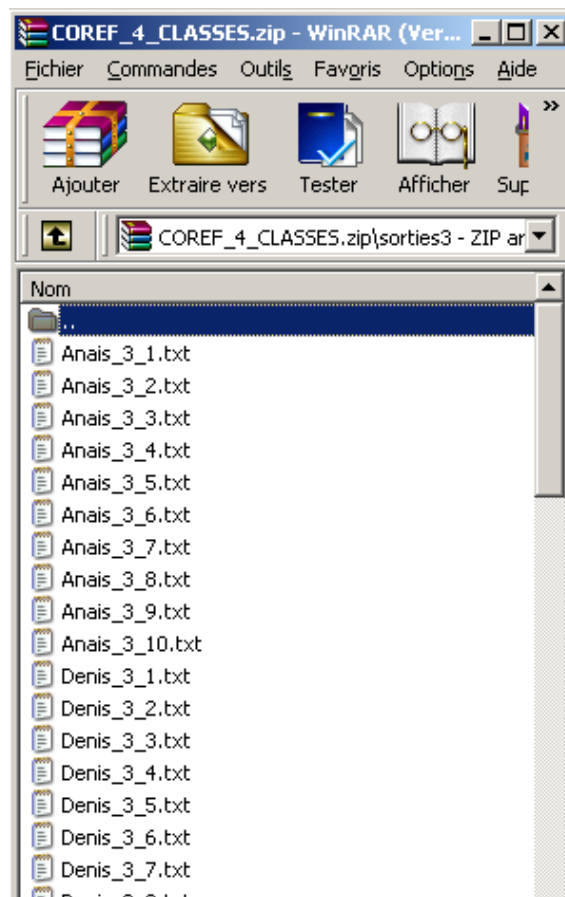 COREF_4_CLASSES.zip - WinRAR (Ver...
Fichier Commandes Outils Favoris Options Aide
Ajouter Extraire vers Tester Afficher Sup
COREF_4_CLASSES.zip\sorties3 - ZIP ar
Nom
..
Anais_3_1.txt
Anais_3_2.txt
Anais_3_3.txt
Anais_3_4.txt
Anais_3_5.txt
Anais_3_6.txt
Anais_3_7.txt
Anais_3_8.txt
Anais_3_9.txt
Anais_3_10.txt
Denis_3_1.txt
Denis_3_2.txt
Denis_3_3.txt
Denis_3_4.txt
Denis_3_5.txt
Denis_3_6.txt
Denis_3_7.txt